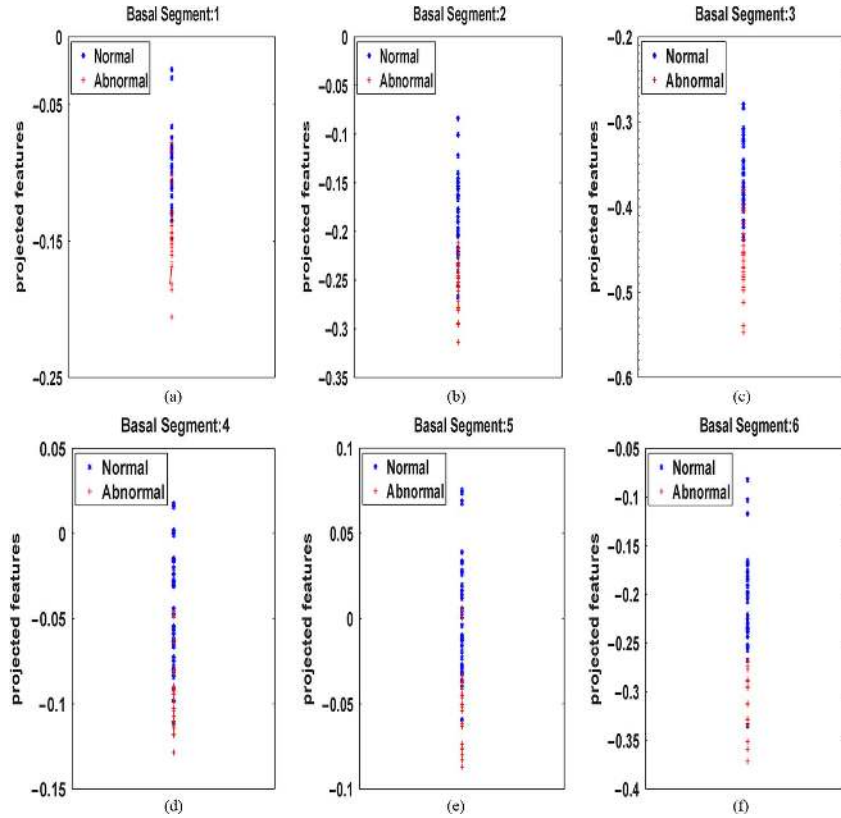 Basal Segment:1
0
Normal
Abnormal
−0.05
−0.15
−0.25
projected features
(a)
Basal Segment:2
0
Normal
Abnormal
−0.05
−0.1
−0.15
−0.2
−0.25
−0.3
−0.35
projected features
(b)
Basal Segment:3
−0.2
Normal
Abnormal
−0.3
−0.4
−0.5
−0.6
projected features
(c)
Basal Segment:4
0.05
Normal
Abnormal
0
−0.05
−0.1
−0.15
projected features
(d)
Basal Segment:5
0.1
Normal
Abnormal
0.05
0
−0.05
−0.1
projected features
(e)
Basal Segment:6
−0.05
Normal
Abnormal
−0.1
−0.15
−0.2
−0.25
−0.3
−0.35
−0.4
projected features
(f)